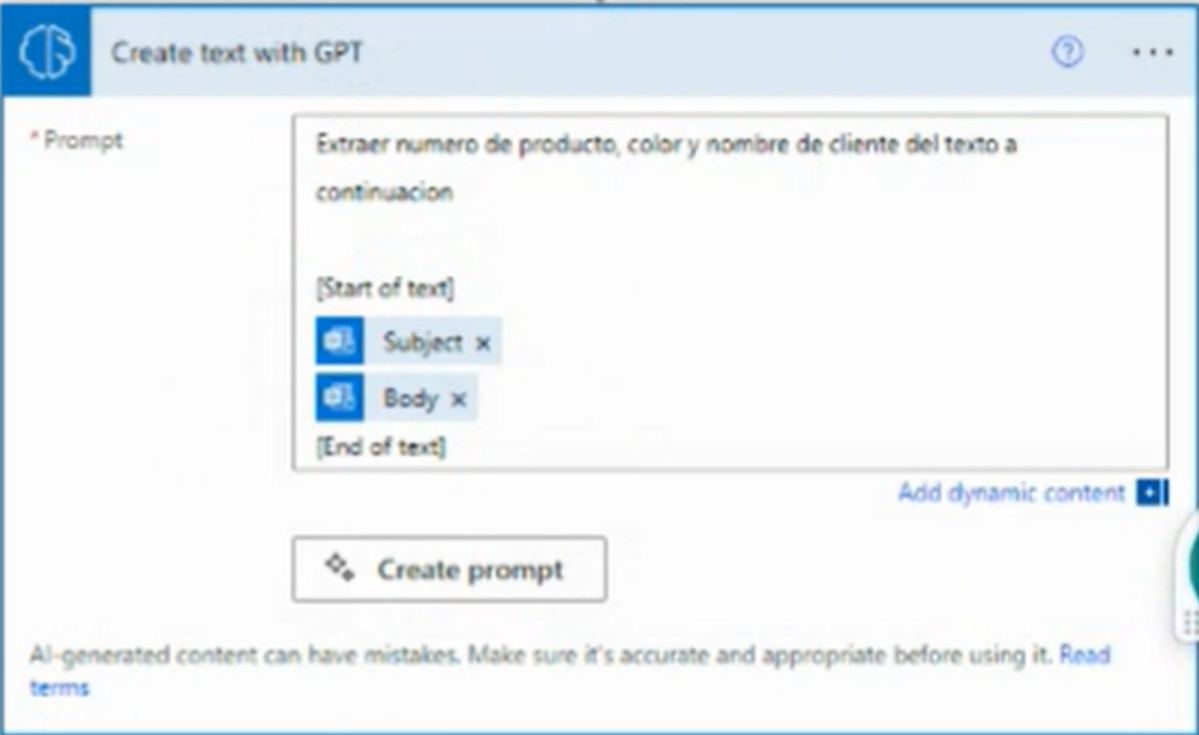 Create text with GPT
* Prompt
Extraer numero de producto, color y nombre de cliente del texto a
continuacion
[Start of text]
Subject ×
Body ×
[End of text]
Add dynamic content
Create prompt
AI-generated content can have mistakes. Make sure it's accurate and appropriate before using it. Read
terms